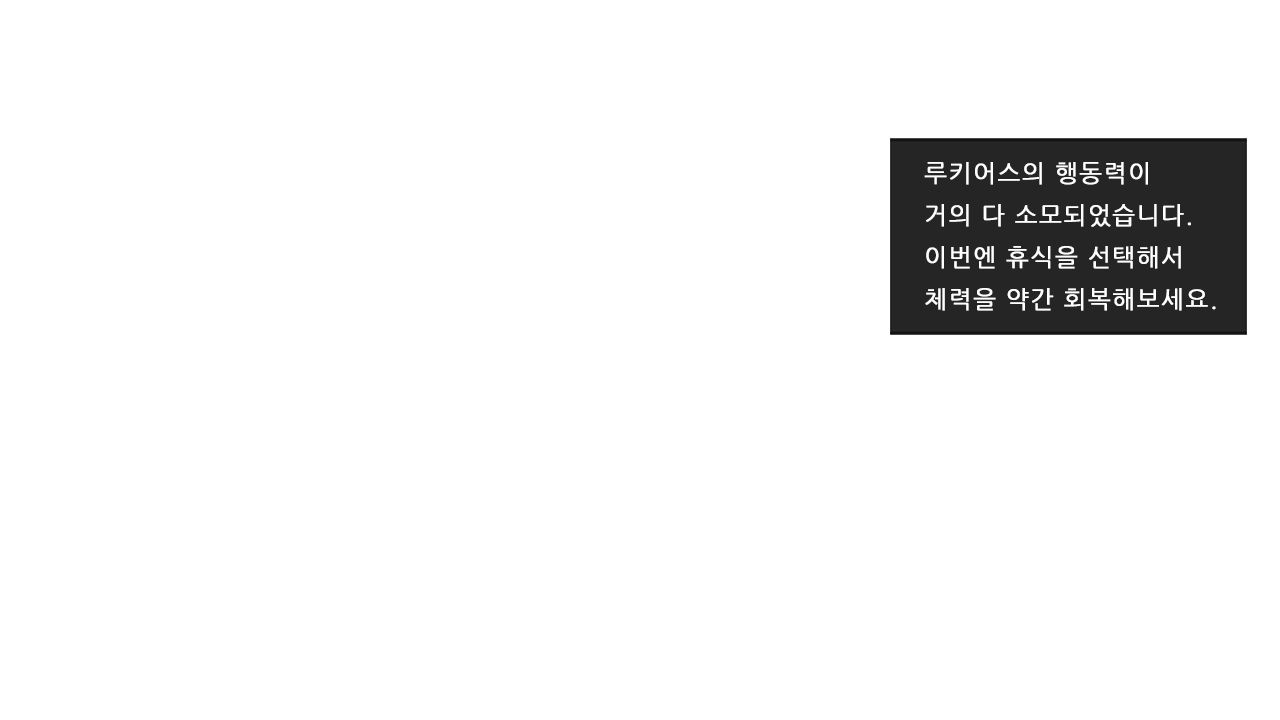 루키어스의 행동력이
거의 다 소모되었습니다.
이번엔 휴식을 선택해서
체력을 약간 회복해보세요.